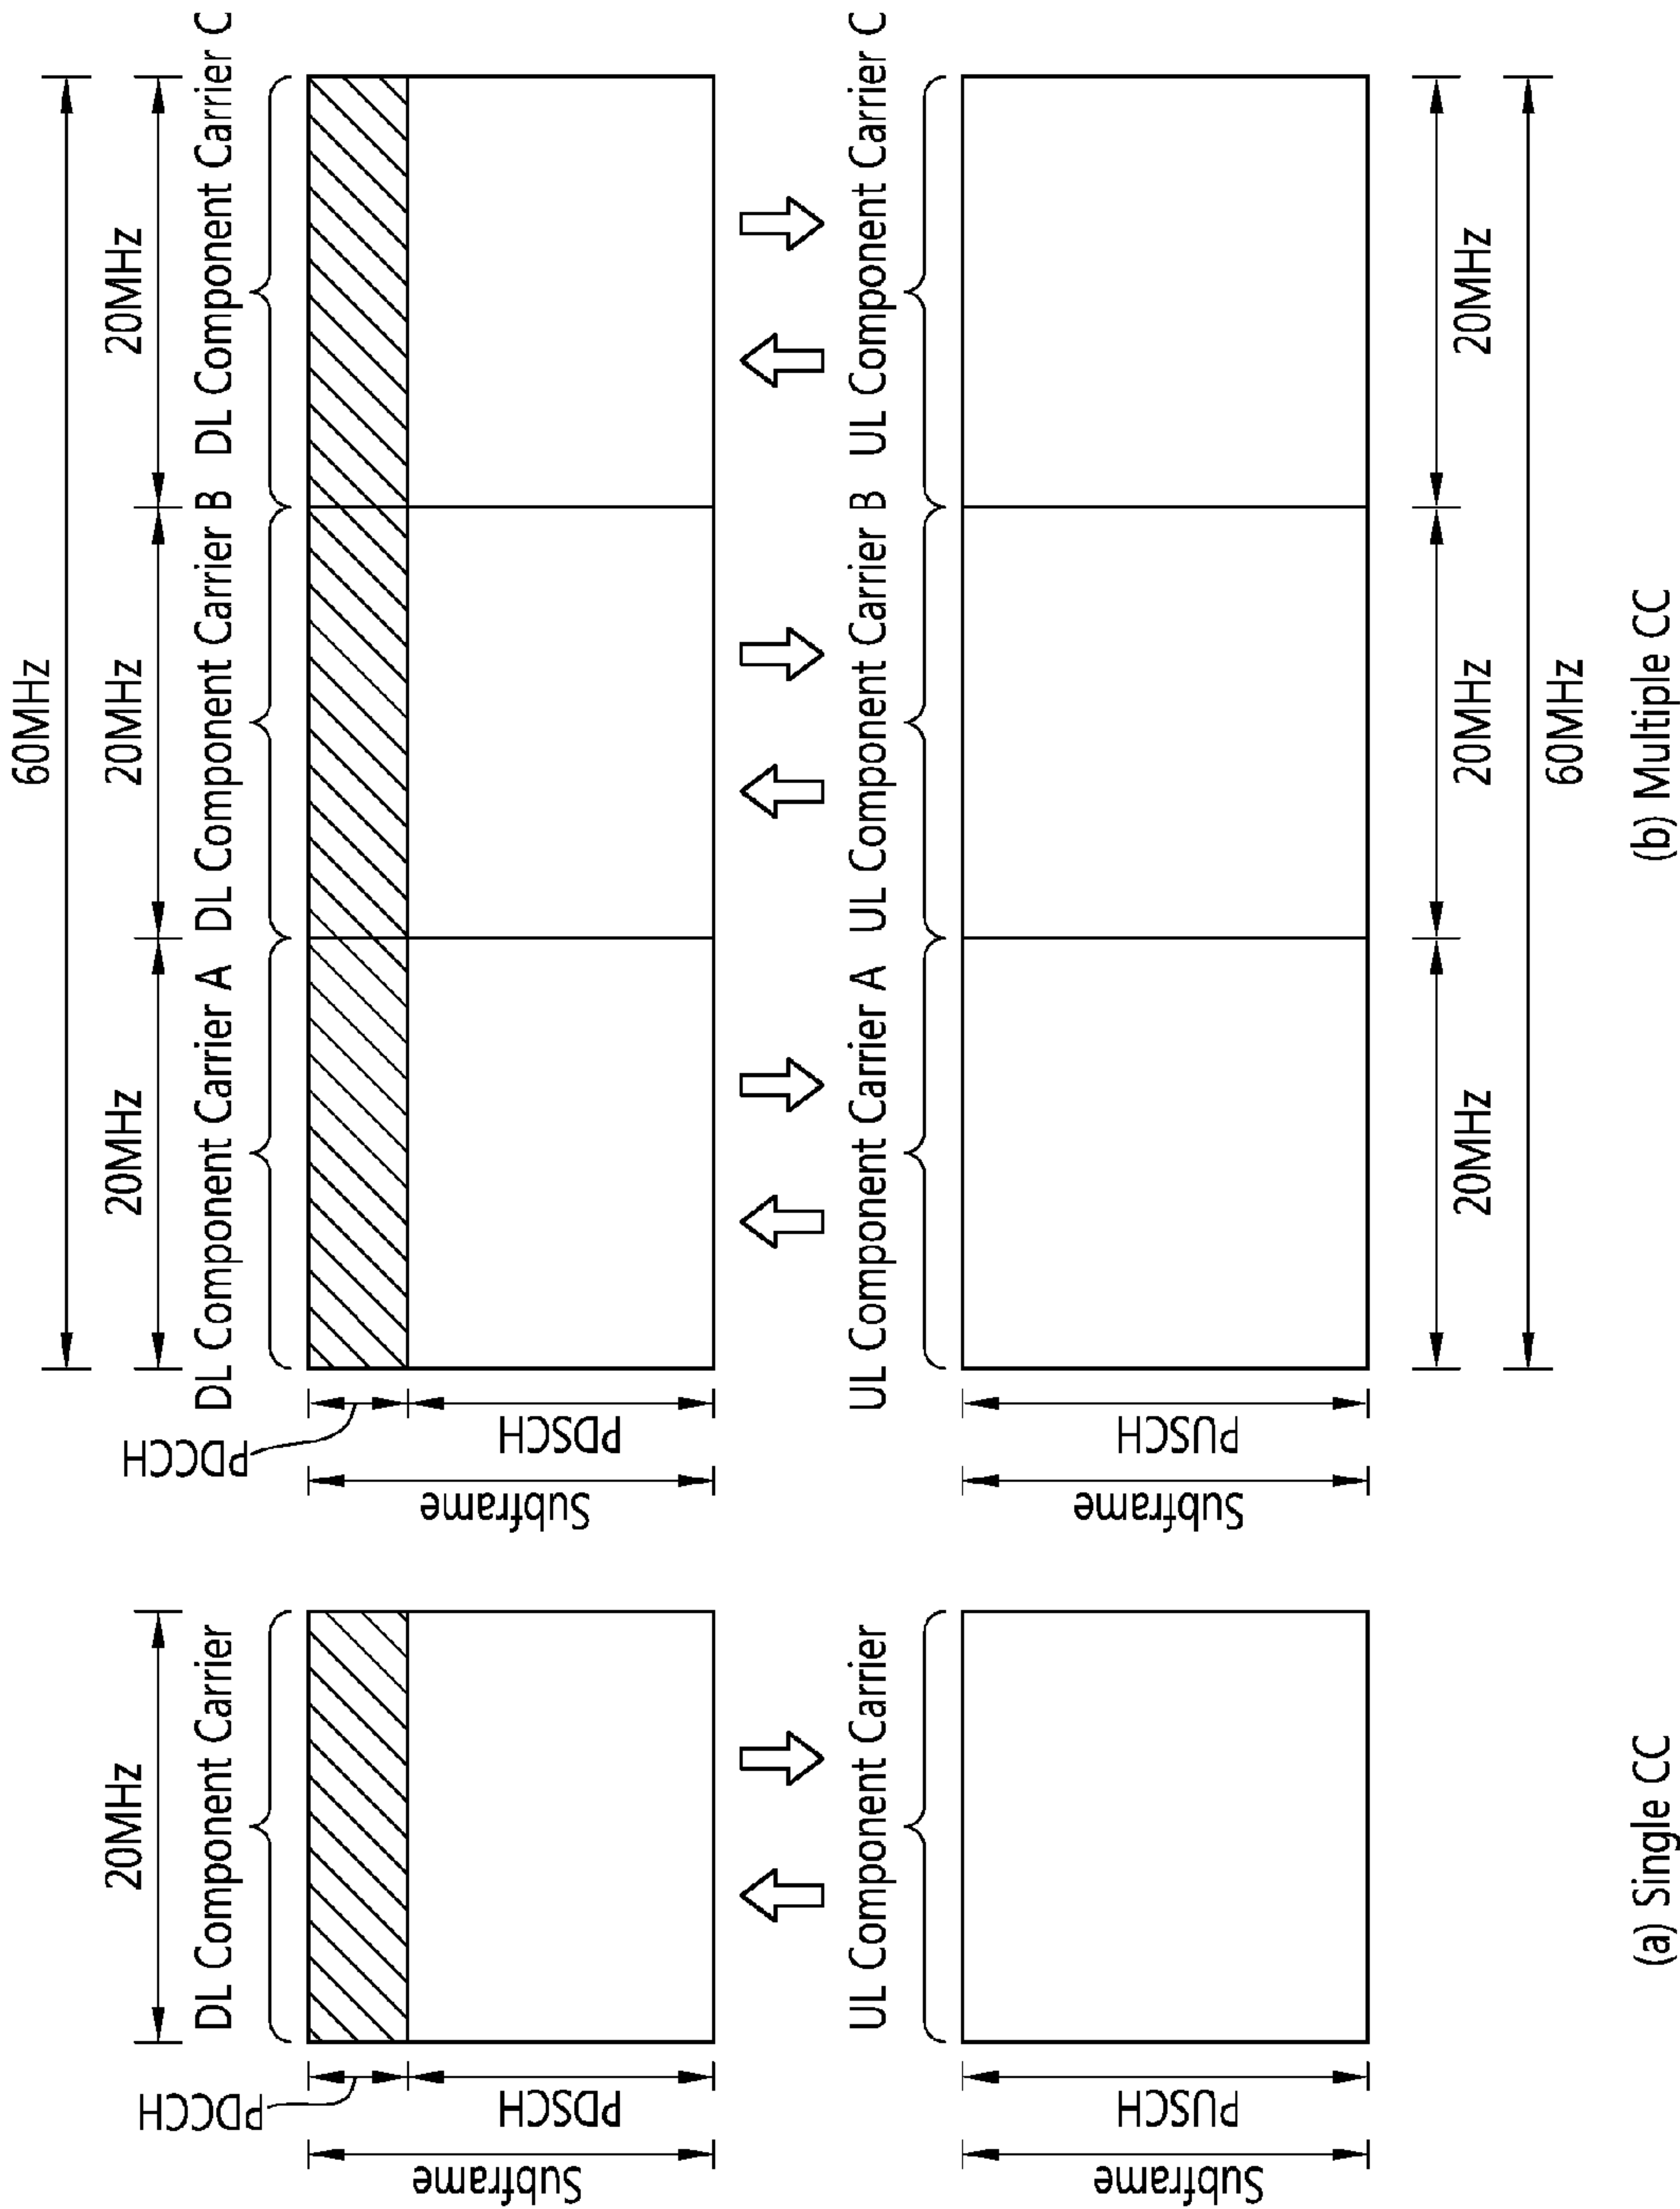 20MHz
DL Component Carrier
PDCCH
PDSCH
Subframe
UL Component Carrier
PUSCH
Subframe
(a) Single CC
60MHz
20MHz
20MHz
20MHz
DL Component Carrier A
DL Component Carrier B
DL Component Carrier C
PDCCH
PDSCH
Subframe
UL Component Carrier A
UL Component Carrier B
UL Component Carrier C
PUSCH
Subframe
20MHz
20MHz
20MHz
60MHz
(b) Multiple CC